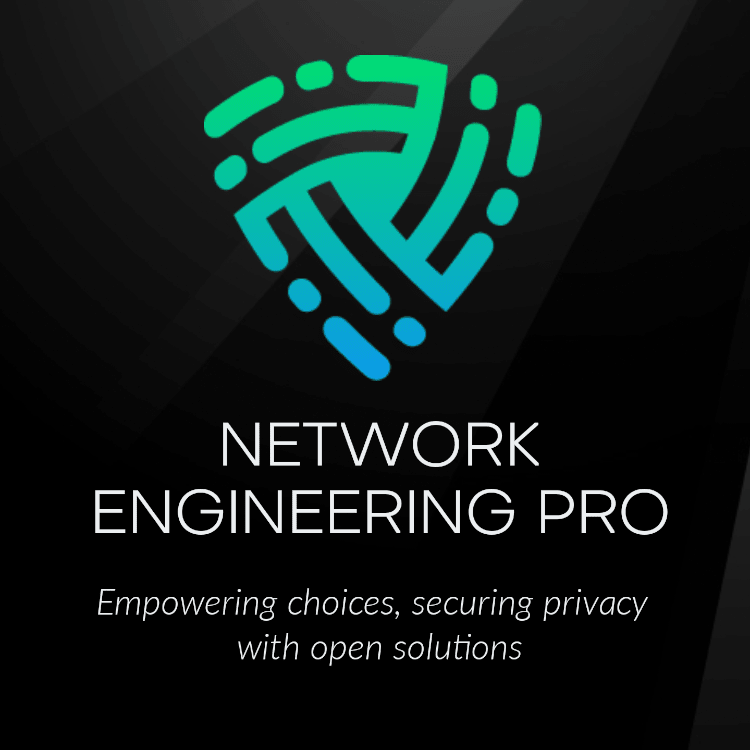 NETWORK
ENGINEERING PRO
Empowering choices, securing privacy
with open solutions